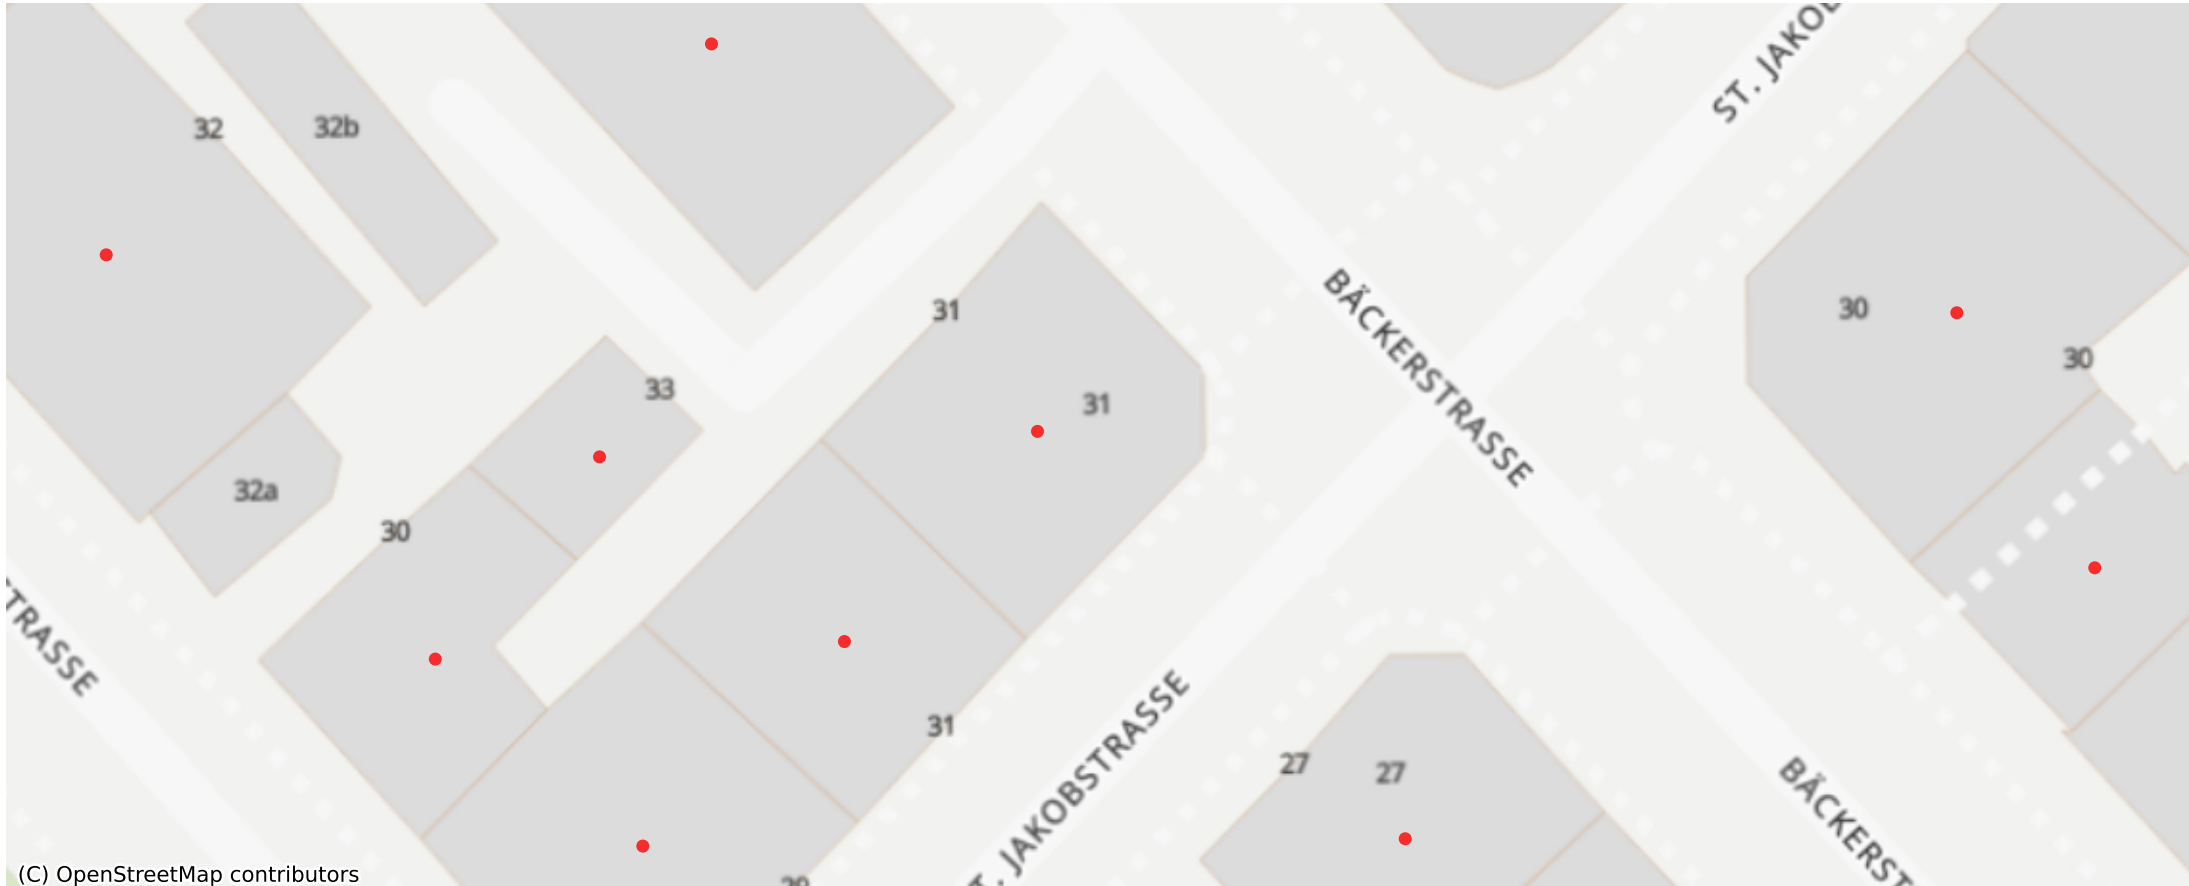 ST. JAKOB
32
32b
31
BÄCKERSTRASSE
30
30
33
31
32a
30
TRASSE
31
27
27
ST. JAKOBSTRASSE
BÄCKERST
(C) OpenStreetMap contributors